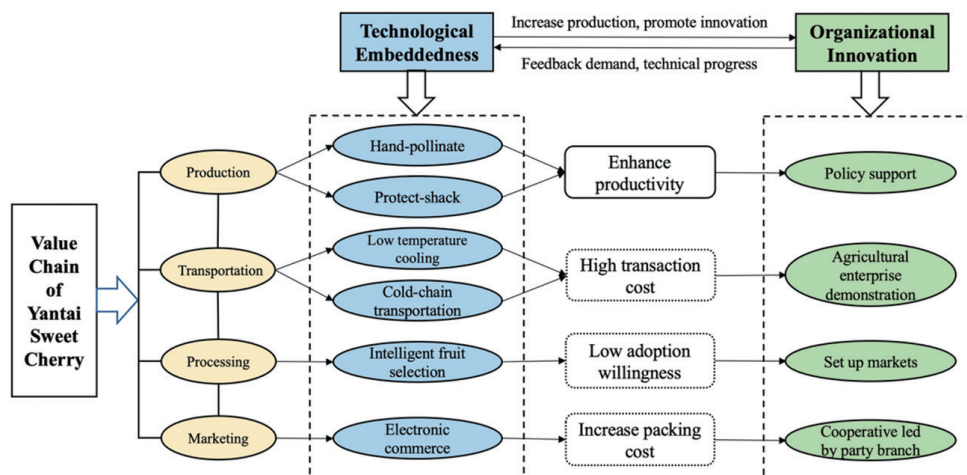 Technological
Embeddedness
Increase production, promote innovation
Feedback demand, technical progress
Organizational
Innovation
Value
Chain
of
Yantai
Sweet
Cherry
Production
Hand-pollinate
Protect-shack
Enhance
productivity
Policy support
Transportation
Low temperature
cooling
Cold-chain
transportation
High transaction
cost
Agricultural
enterprise
demonstration
Processing
Intelligent fruit
selection
Low adoption
willingness
Set up markets
Marketing
Electronic
commerce
Increase packing
cost
Cooperative led
by party branch